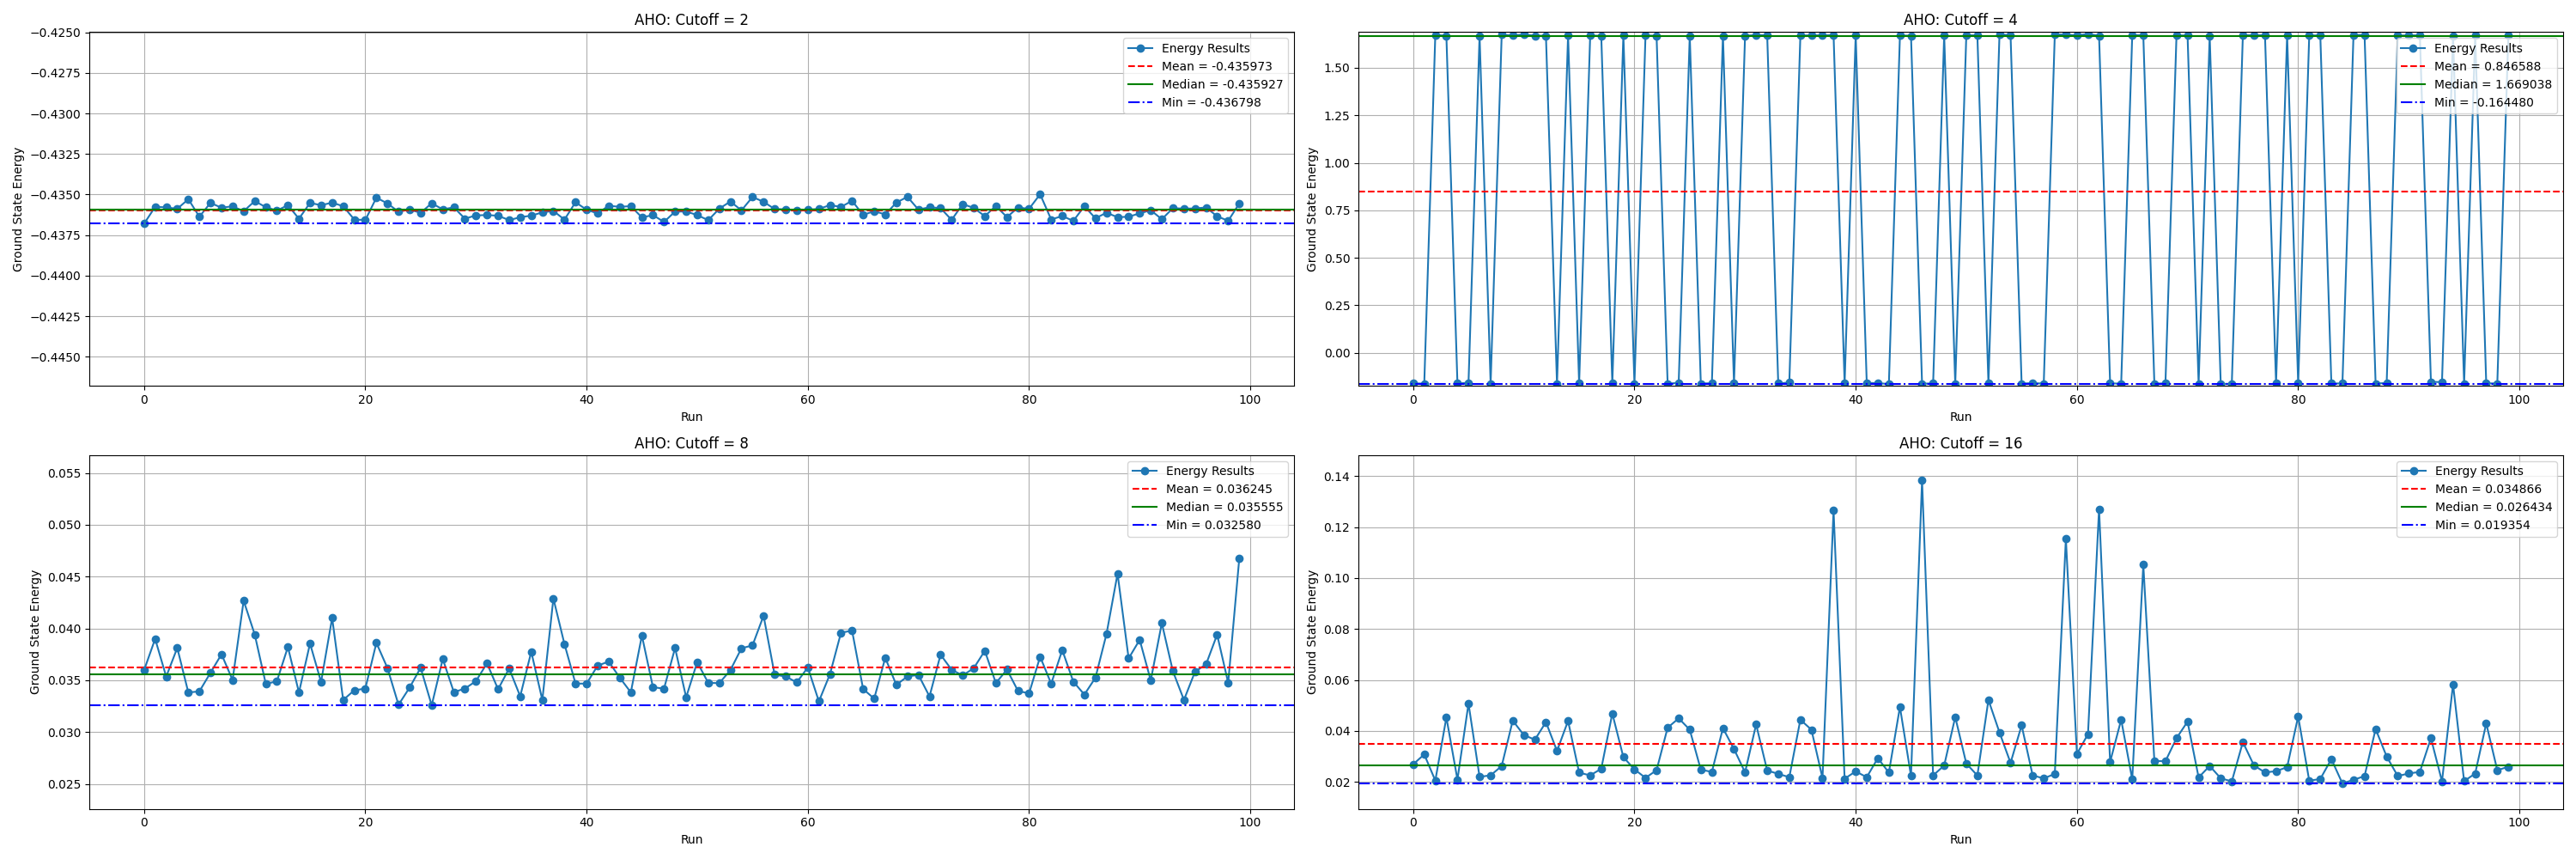 AHO: Cutoff = 2
Ground State Energy
−0.4250
−0.4275
−0.4300
−0.4325
−0.4350
−0.4375
−0.4400
−0.4425
−0.4450
Energy Results
Mean = -0.435973
Median = -0.435927
Min = -0.436798
0 20 40 60 80 100
Run
AHO: Cutoff = 4
Ground State Energy
1.50
1.25
1.00
0.75
0.50
0.25
0.00
Energy Results
Mean = 0.846588
Median = 1.669038
Min = -0.164480
0 20 40 60 80 100
Run
AHO: Cutoff = 8
Ground State Energy
0.055
0.050
0.045
0.040
0.035
0.030
0.025
Energy Results
Mean = 0.036245
Median = 0.035555
Min = 0.032580
0 20 40 60 80 100
Run
AHO: Cutoff = 16
Ground State Energy
0.14
0.12
0.10
0.08
0.06
0.04
0.02
Energy Results
Mean = 0.034866
Median = 0.026434
Min = 0.019354
0 20 40 60 80 100
Run